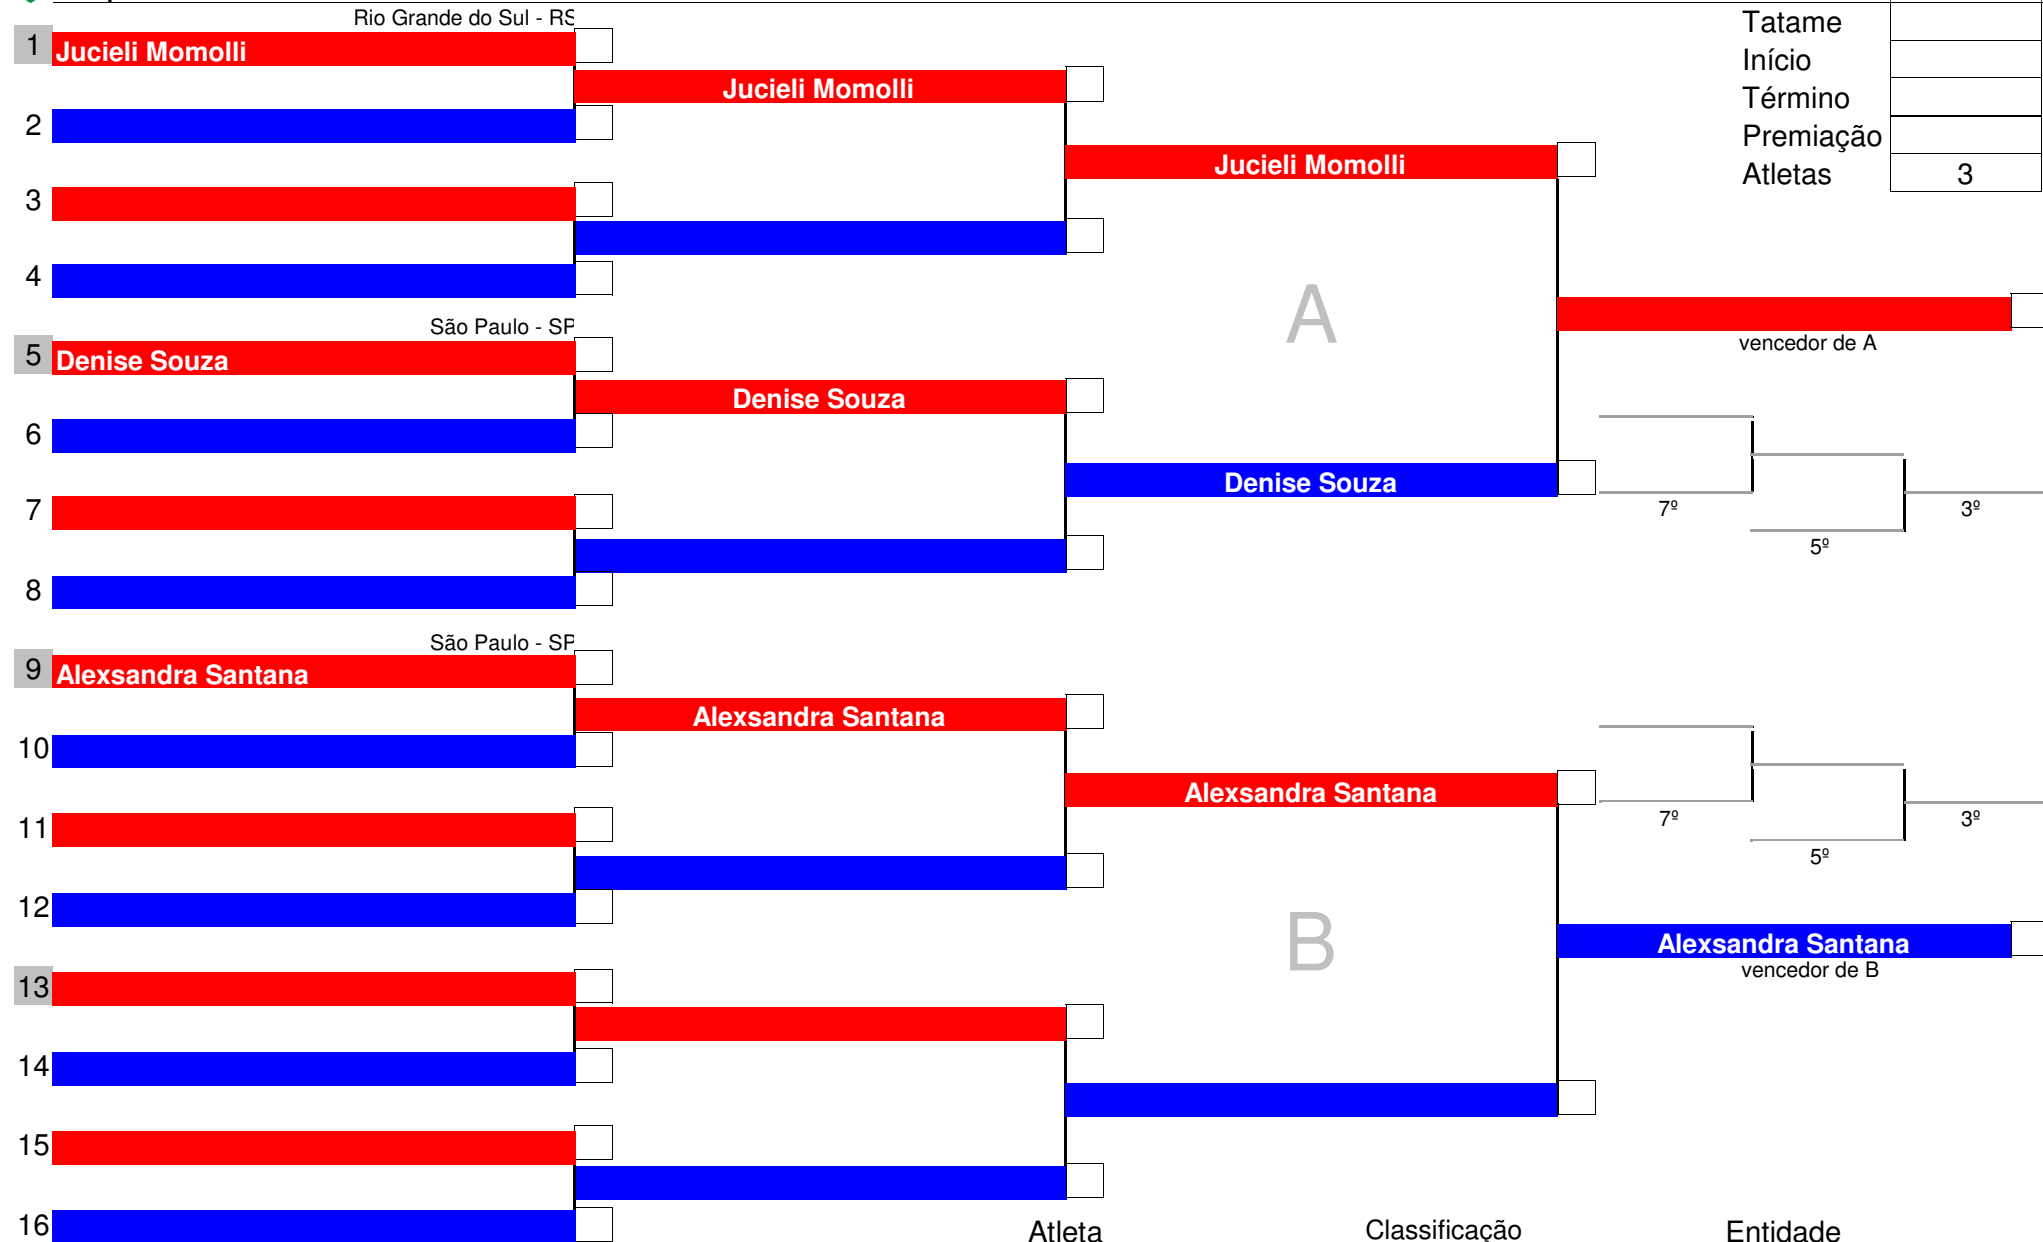 Rio Grande do Sul - RS
1 Jucieli Momolli
2
3
4
São Paulo - SP
5 Denise Souza
6
7
8
São Paulo - SP
9 Alexsandra Santana
10
11
12
13
14
15
16
Jucieli Momolli
Denise Souza
Alexsandra Santana
Jucieli Momolli
A
Denise Souza
Alexsandra Santana
B
Tatame
Início
Término
Premiação
Atletas 3
vencedor de A
7º
3º
5º
7º
3º
5º
Alexsandra Santana
vencedor de B
Atleta Classificação Entidade